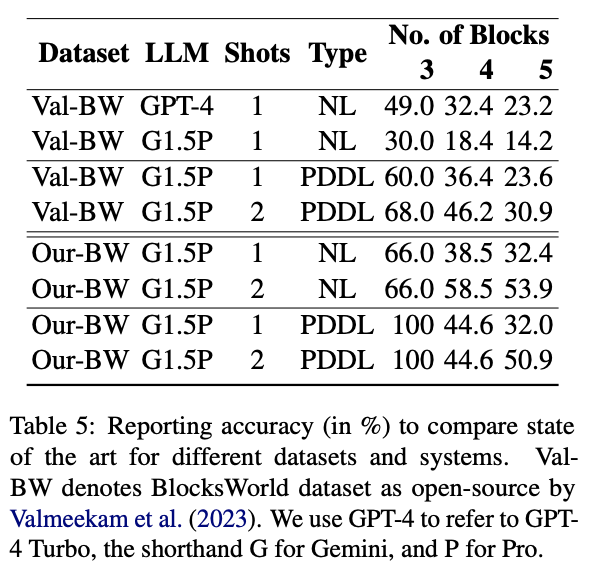 No. of Blocks
Dataset LLM Shots Type 3 4 5
Val-BW GPT-4 1 NL 49.0 32.4 23.2
Val-BW G1.5P 1 NL 30.0 18.4 14.2
Val-BW G1.5P 1 PDDL 60.0 36.4 23.6
Val-BW G1.5P 2 PDDL 68.0 46.2 30.9
Our-BW G1.5P 1 NL 66.0 38.5 32.4
Our-BW G1.5P 2 NL 66.0 58.5 53.9
Our-BW G1.5P 1 PDDL 100 44.6 32.0
Our-BW G1.5P 2 PDDL 100 44.6 50.9
Table 5: Reporting accuracy (in %) to compare state
of the art for different datasets and systems. Val-
BW denotes BlocksWorld dataset as open-source by
Valmeekam et al. (2023). We use GPT-4 to refer to GPT-
4 Turbo, the shorthand G for Gemini, and P for Pro.